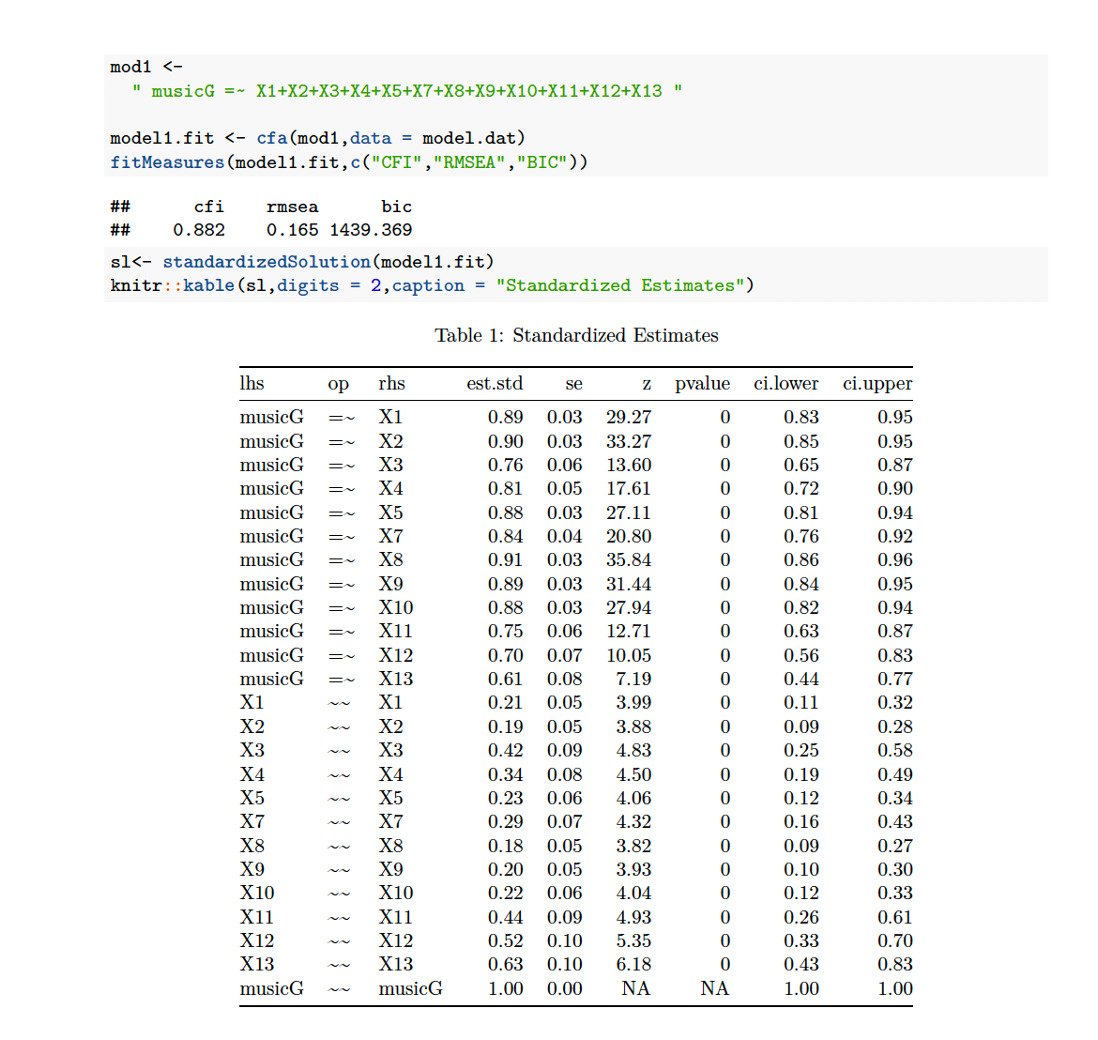 mod1 <-
" musicG =~ X1+X2+X3+X4+X5+X7+X8+X9+X10+X11+X12+X13 "
model1.fit <- cfa(mod1,data = model.dat)
fitMeasures(model1.fit,c("CFI","RMSEA","BIC"))
## cfi rmsea bic
## 0.882 0.165 1439.369
sl<- standardizedSolution(model1.fit)
knitr::kable(sl,digits = 2,caption = "Standardized Estimates")
Table 1: Standardized Estimates
lhs op rhs est.std se z pvalue ci.lower ci.upper
musicG =~ X1 0.89 0.03 29.27 0 0.83 0.95
musicG =~ X2 0.90 0.03 33.27 0 0.85 0.95
musicG =~ X3 0.76 0.06 13.60 0 0.65 0.87
musicG =~ X4 0.81 0.05 17.61 0 0.72 0.90
musicG =~ X5 0.88 0.03 27.11 0 0.81 0.94
musicG =~ X7 0.84 0.04 20.80 0 0.76 0.92
musicG =~ X8 0.91 0.03 35.84 0 0.86 0.96
musicG =~ X9 0.89 0.03 31.44 0 0.84 0.95
musicG =~ X10 0.88 0.03 27.94 0 0.82 0.94
musicG =~ X11 0.75 0.06 12.71 0 0.63 0.87
musicG =~ X12 0.70 0.07 10.05 0 0.56 0.83
musicG =~ X13 0.61 0.08 7.19 0 0.44 0.77
X1 ~~ X1 0.21 0.05 3.99 0 0.11 0.32
X2 ~~ X2 0.19 0.05 3.88 0 0.09 0.28
X3 ~~ X3 0.42 0.09 4.83 0 0.25 0.58
X4 ~~ X4 0.34 0.08 4.50 0 0.19 0.49
X5 ~~ X5 0.23 0.06 4.06 0 0.12 0.34
X7 ~~ X7 0.29 0.07 4.32 0 0.16 0.43
X8 ~~ X8 0.18 0.05 3.82 0 0.09 0.27
X9 ~~ X9 0.20 0.05 3.93 0 0.10 0.30
X10 ~~ X10 0.22 0.06 4.04 0 0.12 0.33
X11 ~~ X11 0.44 0.09 4.93 0 0.26 0.61
X12 ~~ X12 0.52 0.10 5.35 0 0.33 0.70
X13 ~~ X13 0.63 0.10 6.18 0 0.43 0.83
musicG ~~ musicG 1.00 0.00 NA NA 1.00 1.00